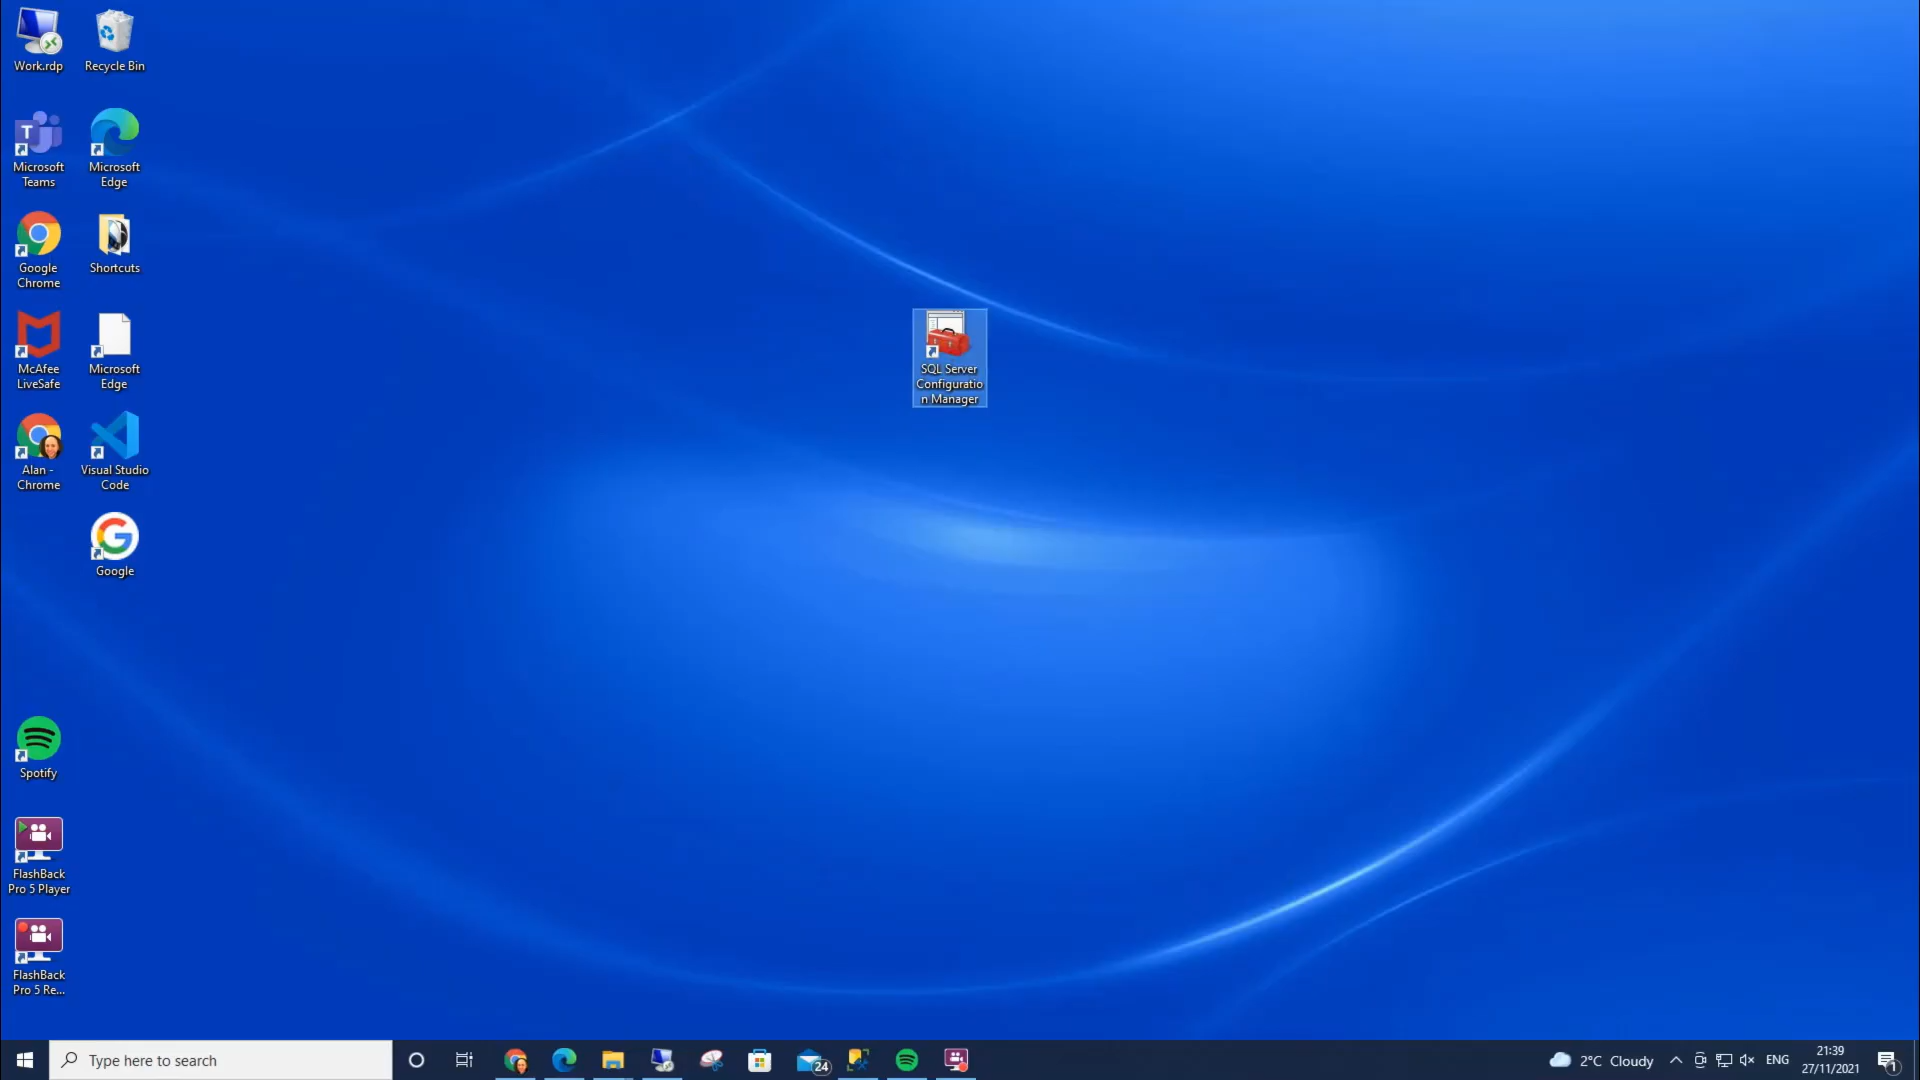 Work.rdp
Recycle Bin
Microsoft
Teams
Microsoft
Edge
Google
Chrome
Shortcuts
McAfee
LiveSafe
Microsoft
Edge
Alan -
Chrome
Visual Studio
Code
Google
Spotify
FlashBack
Pro 5 Player
FlashBack
Pro 5 Re...
SQL Server
Configuratio
n Manager
Type here to search
24
2°C Cloudy
ENG
21:39
27/11/2021
1